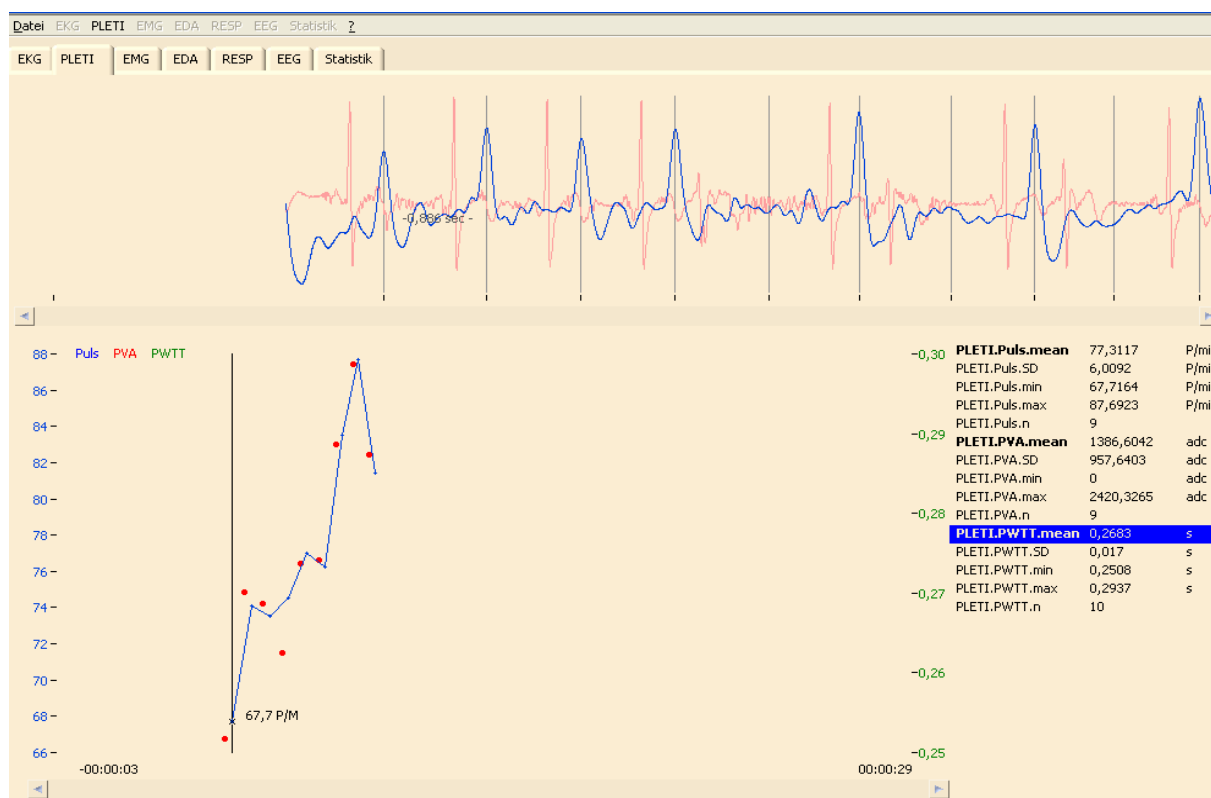 Datei EKG PLETI EMG EDA RESP EEG Statistik ?
EKG PLETI EMG EDA RESP EEG Statistik
-0,886 sec -
Puls PVA PWTT
88
86
84
82
80
78
76
74
72
70
68
66
67,7 P/M
-00:00:03 00:00:29
0,30
0,29
0,28
0,27
0,26
0,25
PLETI.Puls.mean 77,3117 P/mi
PLETI.Puls.SD 6,0092 P/mi
PLETI.Puls.min 67,7164 P/mi
PLETI.Puls.max 87,6923 P/mi
PLETI.Puls.n 9
PLETI.PVA.mean 1386,6042 adc
PLETI.PVA.SD 957,6403 adc
PLETI.PVA.min 0 adc
PLETI.PVA.max 2420,3265 adc
PLETI.PVA.n 9
PLETI.PWTT.mean 0,2683 s
PLETI.PWTT.SD 0,017 s
PLETI.PWTT.min 0,2508 s
PLETI.PWTT.max 0,2937 s
PLETI.PWTT.n 10